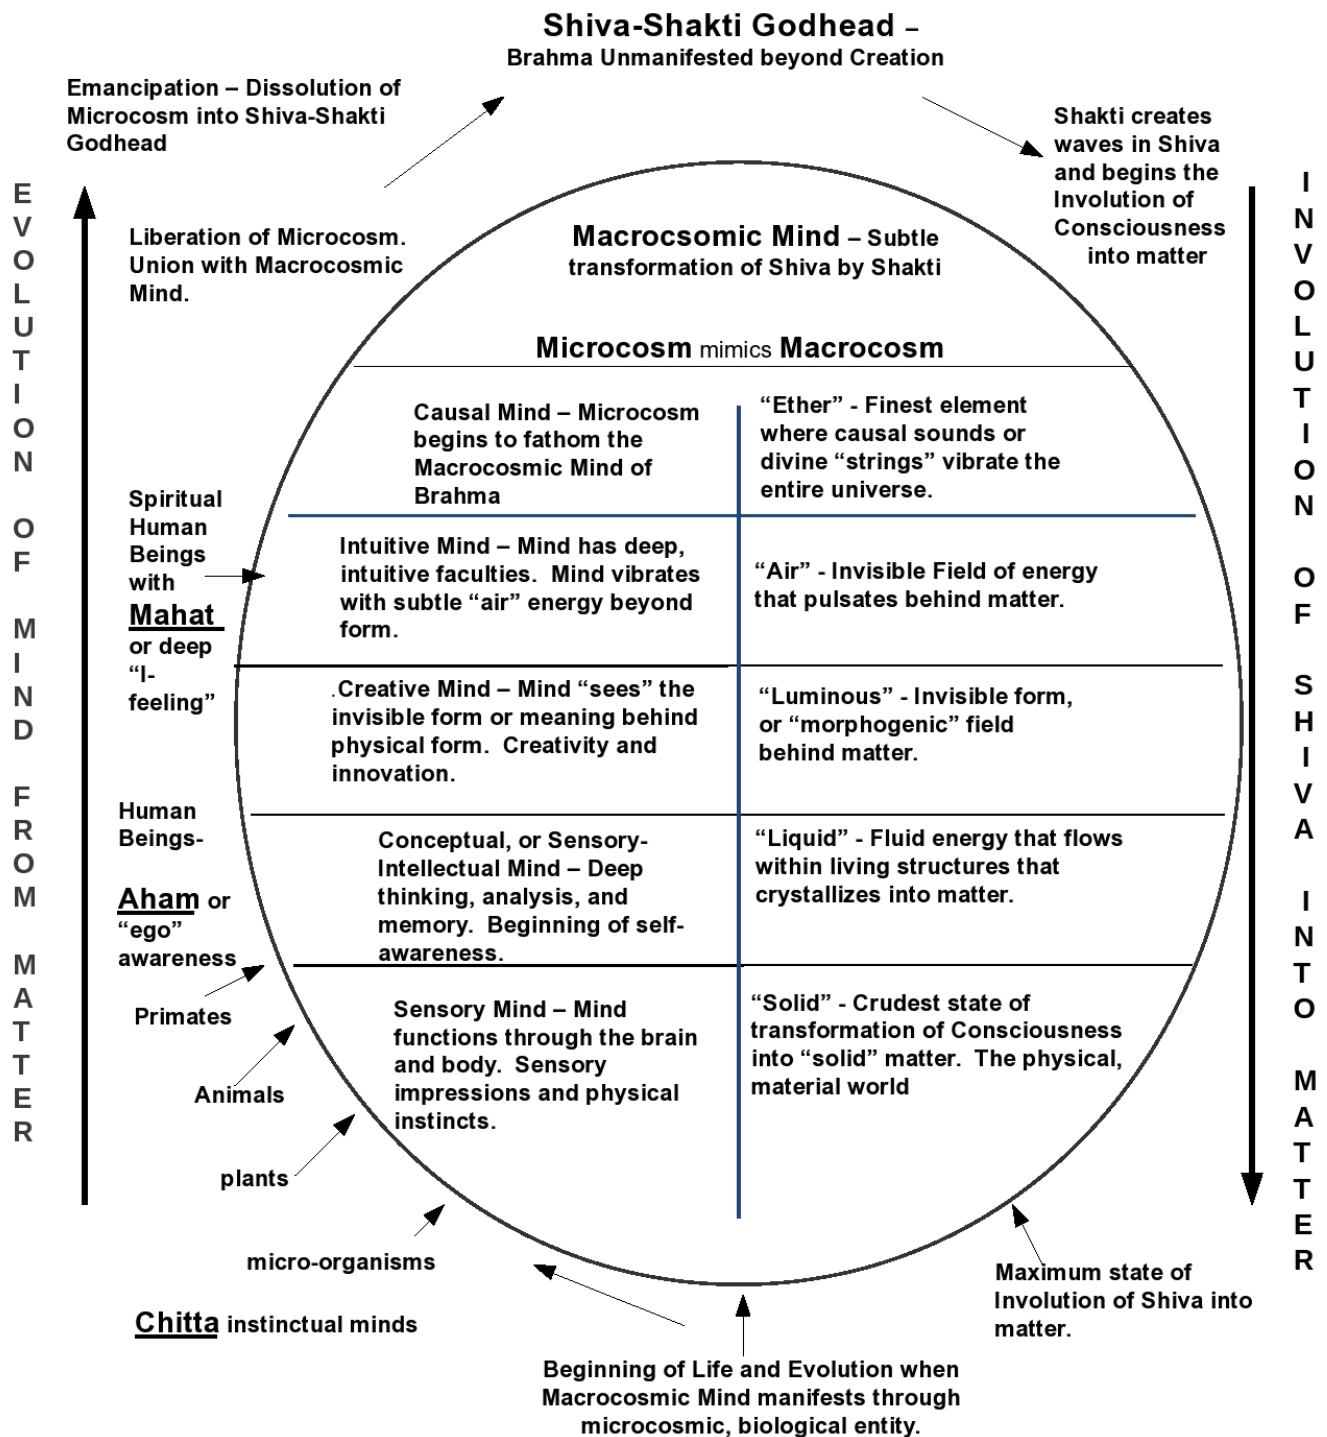 Shiva-Shakti Godhead –
Brahma Unmanifested beyond Creation
Emancipation – Dissolution of
Microcosm into Shiva-Shakti
Godhead
Shakti creates
waves in Shiva
and begins the
Involution of
Consciousness
into matter
EVOLUTION OF MIND FROM MATTER
INVOLUTION OF SHIVA INTO MATTER
Liberation of Microcosm.
Union with Macrocosmic
Mind.
Macrocsomic Mind – Subtle
transformation of Shiva by Shakti
Microcosm mimics Macrocosm
Causal Mind – Microcosm
begins to fathom the
Macrocosmic Mind of
Brahma
“Ether” - Finest element
where causal sounds or
divine “strings” vibrate the
entire universe.
Spiritual
Human
Beings
with
Mahat
or deep
“I-
feeling”
Intuitive Mind – Mind has deep,
intuitive faculties. Mind vibrates
with subtle “air” energy beyond
form.
“Air” - Invisible Field of energy
that pulsates behind matter.
.Creative Mind – Mind “sees” the
invisible form or meaning behind
physical form. Creativity and
innovation.
“Luminous” - Invisible form,
or “morphogenic” field
behind matter.
Human
Beings-
Aham or
“ego”
awareness
Conceptual, or Sensory-
Intellectual Mind – Deep
thinking, analysis, and
memory. Beginning of self-
awareness.
“Liquid” - Fluid energy that flows
within living structures that
crystallizes into matter.
Primates
Animals
plants
micro-organisms
Chitta instinctual minds
Sensory Mind – Mind
functions through the brain
and body. Sensory
impressions and physical
instincts.
“Solid” - Crudest state of
transformation of Consciousness
into “solid” matter. The physical,
material world
Maximum state of
Involution of Shiva into
matter.
Beginning of Life and Evolution when
Macrocosmic Mind manifests through
microcosmic, biological entity.